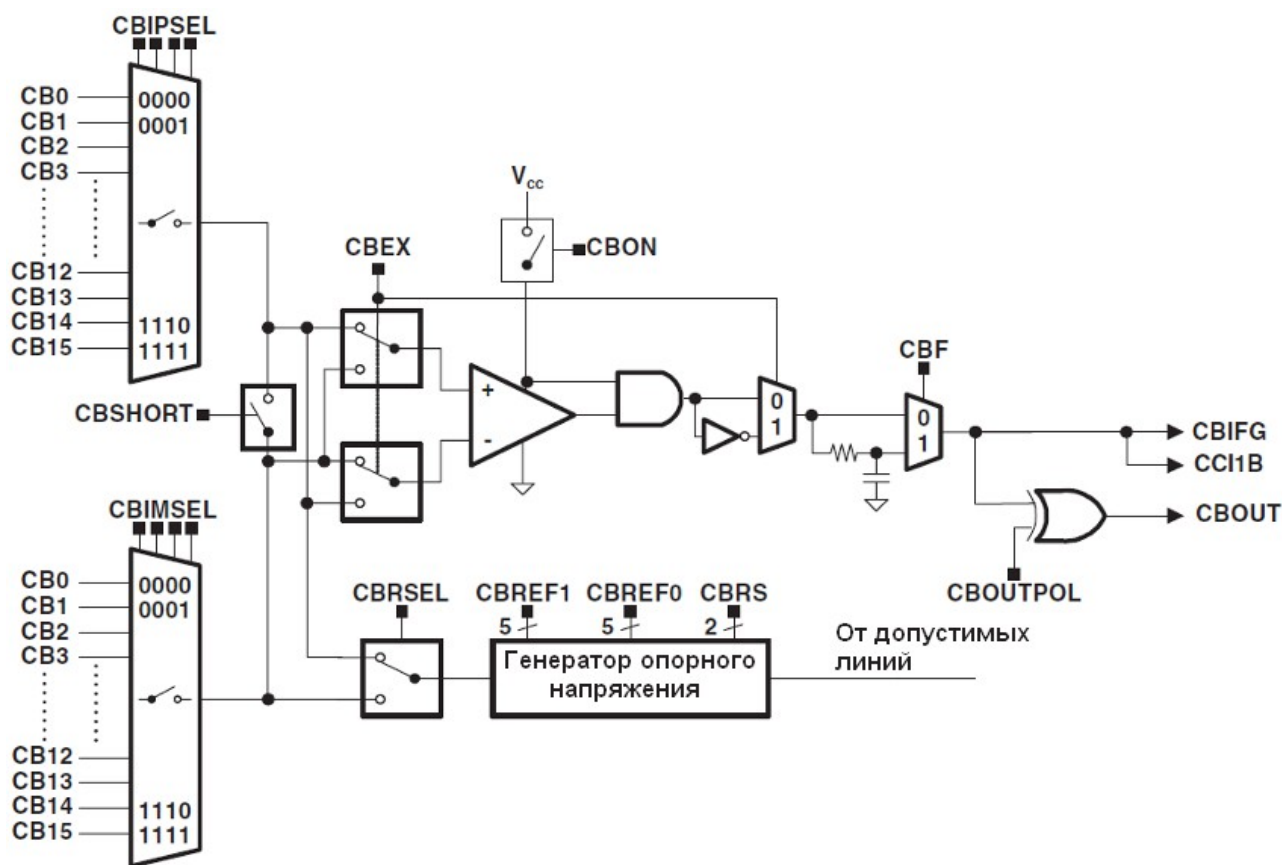 CBIPSEL
CB0
CB1
CB2
CB3
CB12
CB13
CB14
CB15
0000
0001
1110
1111
CBSHORT
CBEX
Vcc
CBON
+
-
0
1
CBF
0
1
CBIFG
CCI1B
CBOUT
CBOUTPOL
CBIMSEL
CB0
CB1
CB2
CB3
CB12
CB13
CB14
CB15
0000
0001
1110
1111
CBRSEL
CBREF1
CBREF0
CBRS
5
5
2
Генератор опорного
напряжения
От допустимых
линий